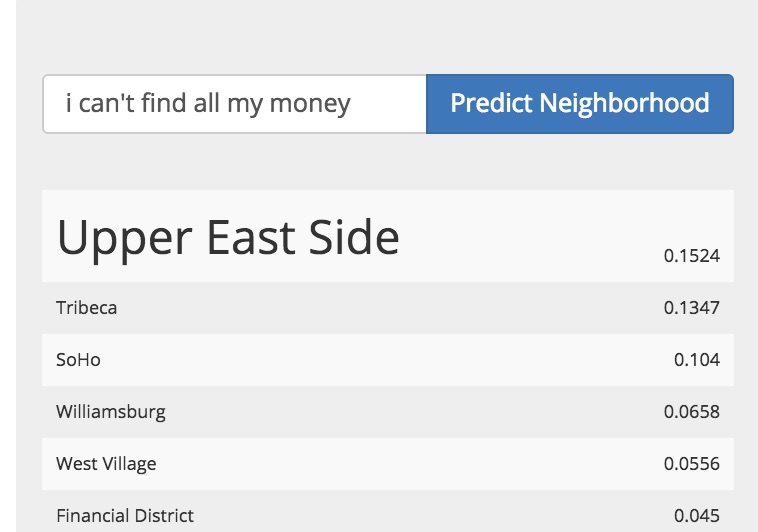 i can't find all my money
Predict Neighborhood
Upper East Side 0.1524
Tribeca 0.1347
SoHo 0.104
Williamsburg 0.0658
West Village 0.0556
Financial District 0.045